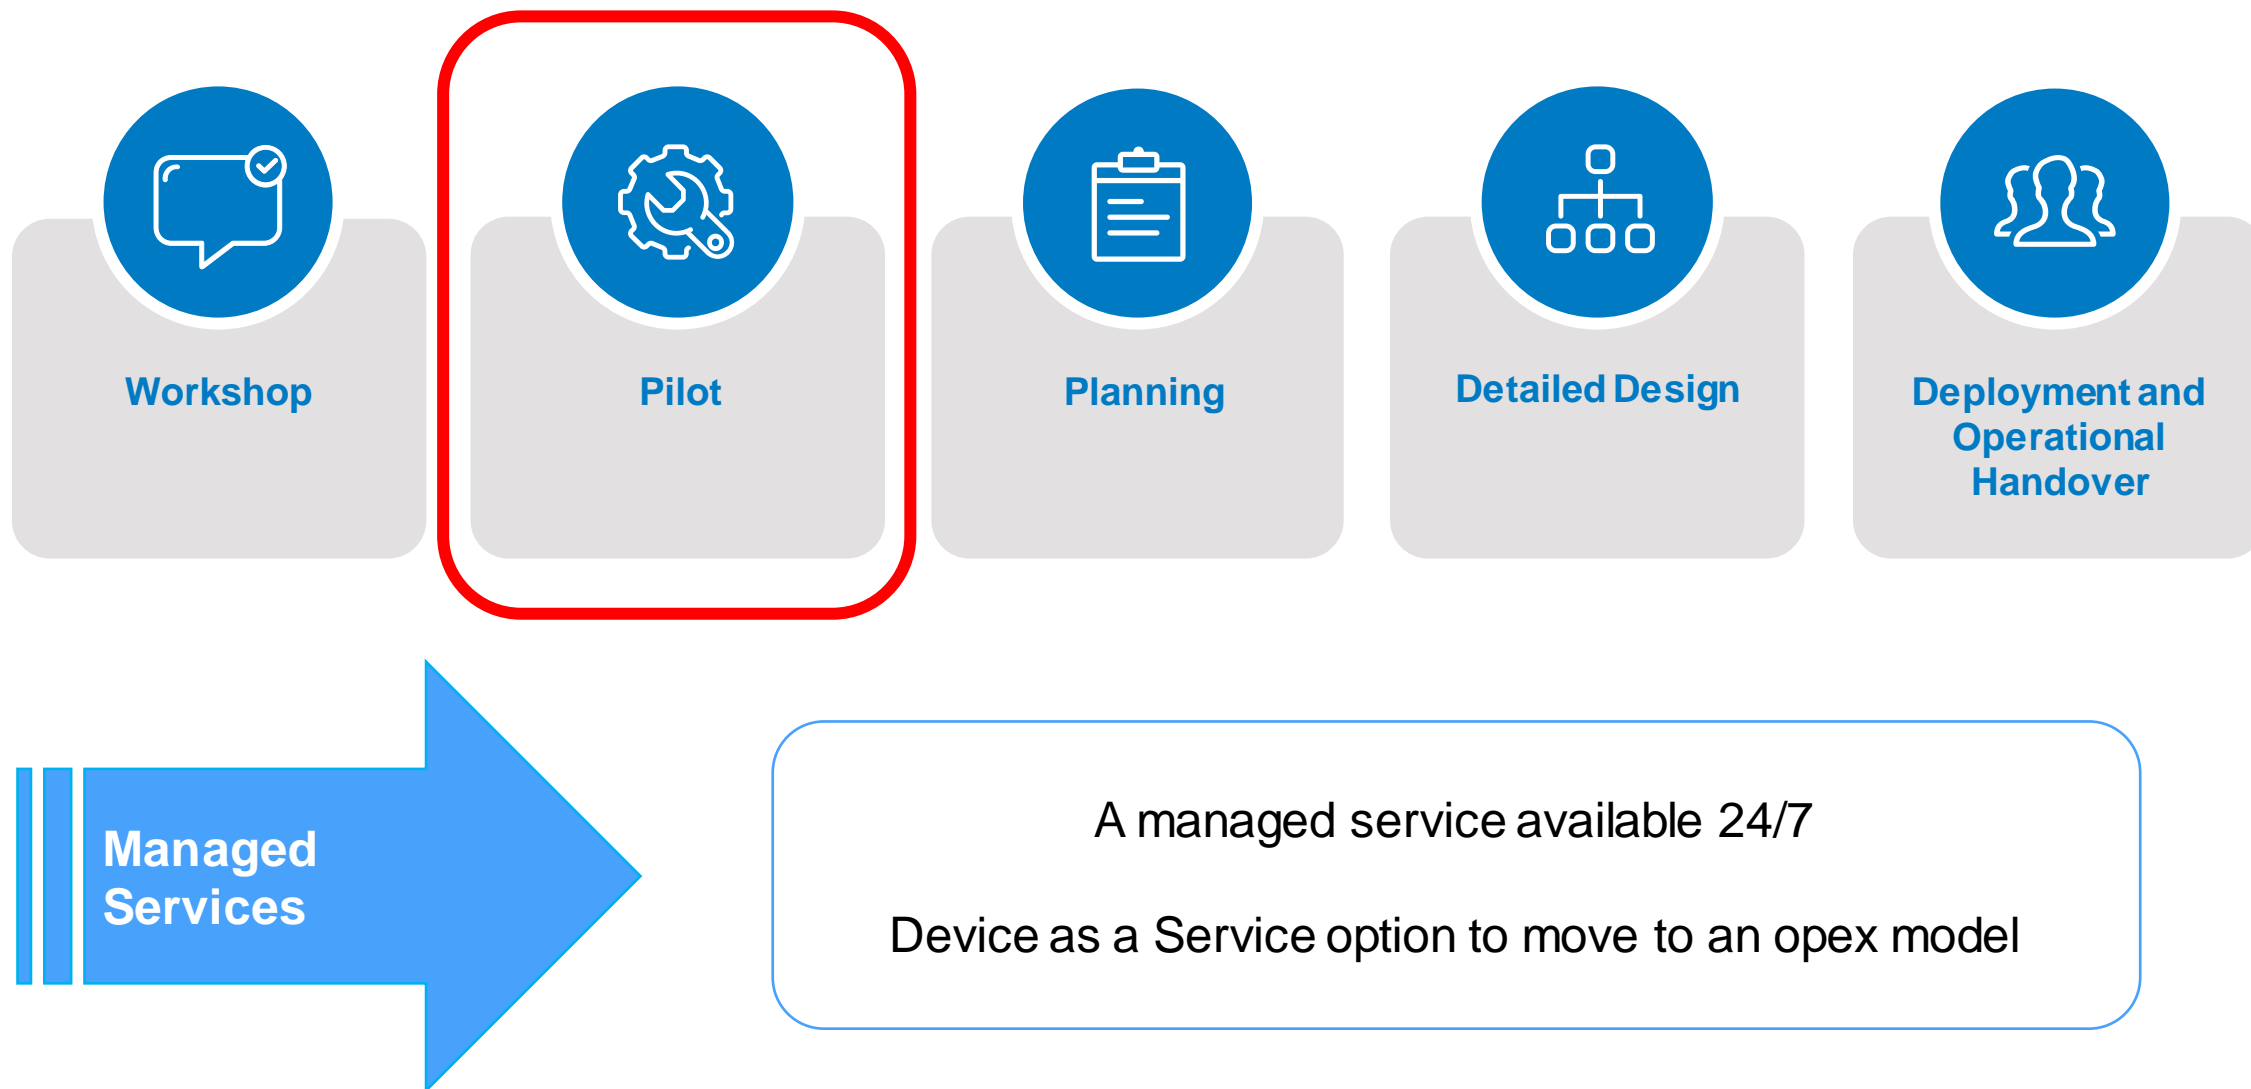 Workshop
Pilot
Planning
Detailed Design
Deployment and
Operational
Handover
Managed
Services
A managed service available 24/7
Device as a Service option to move to an opex model